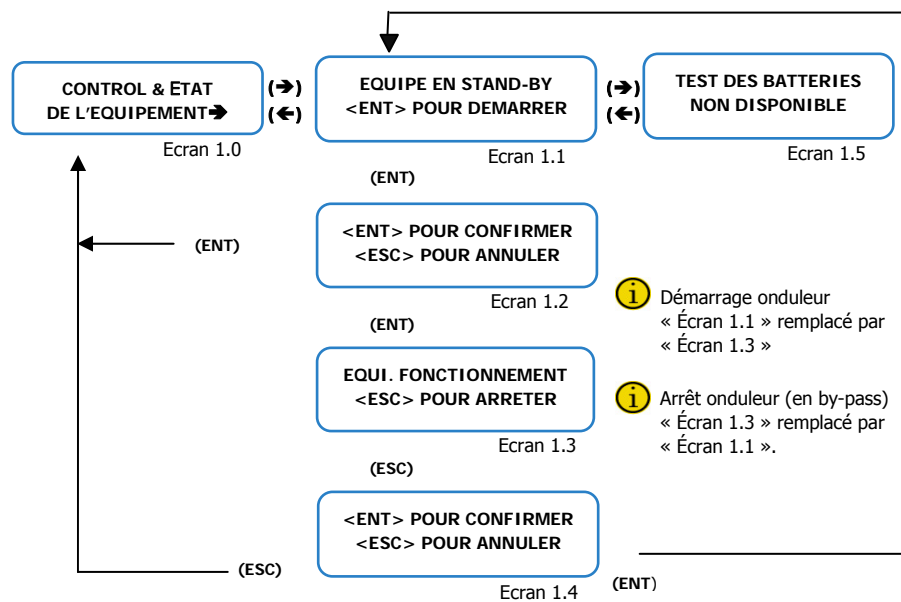 CONTROL & ETAT
DE L'EQUIPEMENT➔
(➔)
(←)
Ecran 1.0
EQUIPE EN STAND-BY
<ENT> POUR DEMARRER
(➔)
(←)
Ecran 1.1
TEST DES BATTERIES
NON DISPONIBLE
Ecran 1.5
(ENT)
<ENT> POUR CONFIRMER
<ESC> POUR ANNULER
(ENT)
Ecran 1.2
(ENT)
i Démarrage onduleur
« Écran 1.1 » remplacé par
« Écran 1.3 »
EQUI. FONCTIONNEMENT
<ESC> POUR ARRETER
Ecran 1.3
i Arrêt onduleur (en by-pass)
« Écran 1.3 » remplacé par
« Écran 1.1 ».
(ESC)
<ENT> POUR CONFIRMER
<ESC> POUR ANNULER
(ESC)
(ENT)
Ecran 1.4